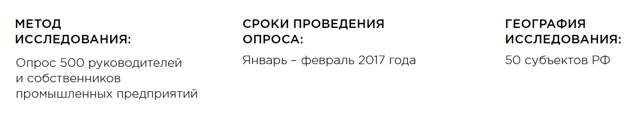 МЕТОД
ИССЛЕДОВАНИЯ:
Опрос 500 руководителей
и собственников
промышленных предприятий
СРОКИ ПРОВЕДЕНИЯ
ОПРОСА:
Январь – февраль 2017 года
ГЕОГРАФИЯ
ИССЛЕДОВАНИЯ:
50 субъектов РФ